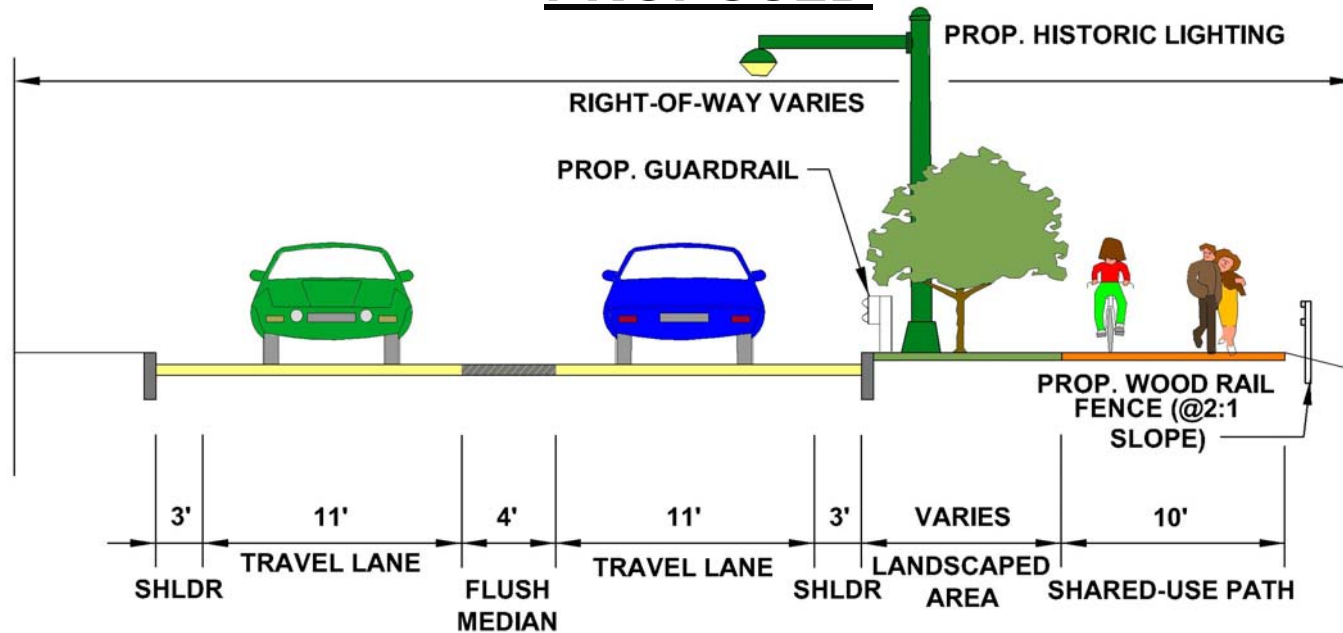 PROP. HISTORIC LIGHTING
RIGHT-OF-WAY VARIES
PROP. GUARDRAIL
PROP. WOOD RAIL
FENCE (@2:1
SLOPE)
3' 11' 4' 11' 3' VARIES 10'
SHLDR TRAVEL LANE FLUSH TRAVEL LANE SHLDR LANDSCAPED SHARED-USE PATH
MEDIAN AREA